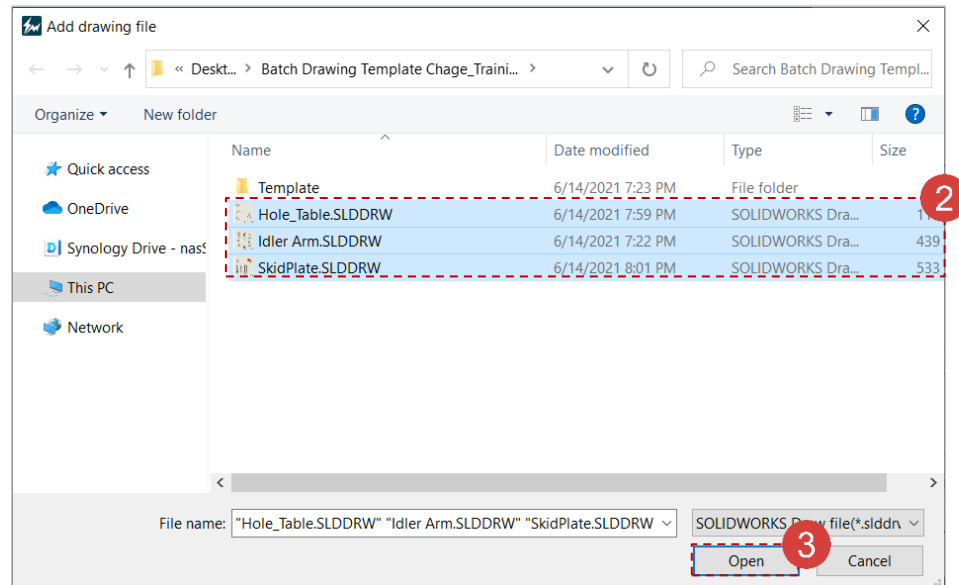 Add drawing file
« Deskt... > Batch Drawing Template Chage_Traini... >
Search Batch Drawing Templ...
Organize
New folder
?
Name
Date modified
Type
Size
Quick access
OneDrive
Synology Drive - nas
This PC
Network
Template 6/14/2021 7:23 PM File folder
2
Hole_Table.SLDDRW 6/14/2021 7:59 PM SOLIDWORKS Dra...
Idler Arm.SLDDRW 6/14/2021 7:22 PM SOLIDWORKS Dra... 439
SkidPlate.SLDDRW 6/14/2021 8:01 PM SOLIDWORKS Dra... 533
File name: "Hole_Table.SLDDRW" "Idler Arm.SLDDRW" "SkidPlate.SLDDRW
SOLIDWORKS file(*.slddr
3
Open
Cancel